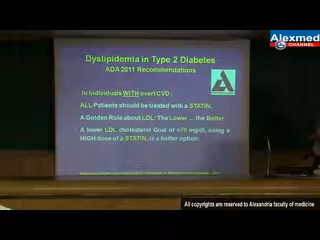 Alexmed
CHANNEL
Dyslipidemia in Type 2 Diabetes
ADA 2011 Recommendations
In Individuals WITH overt CVD :
ALL Patients should be treated with a STATIN.
A Golden Rule about LDL: The Lower ... the Better
A lower LDL cholesterol Goal of <70 mg/dl, using a
HIGH dose of a STATIN, is a better option.
All copyrights are reserved to Alexandria faculty of medicine